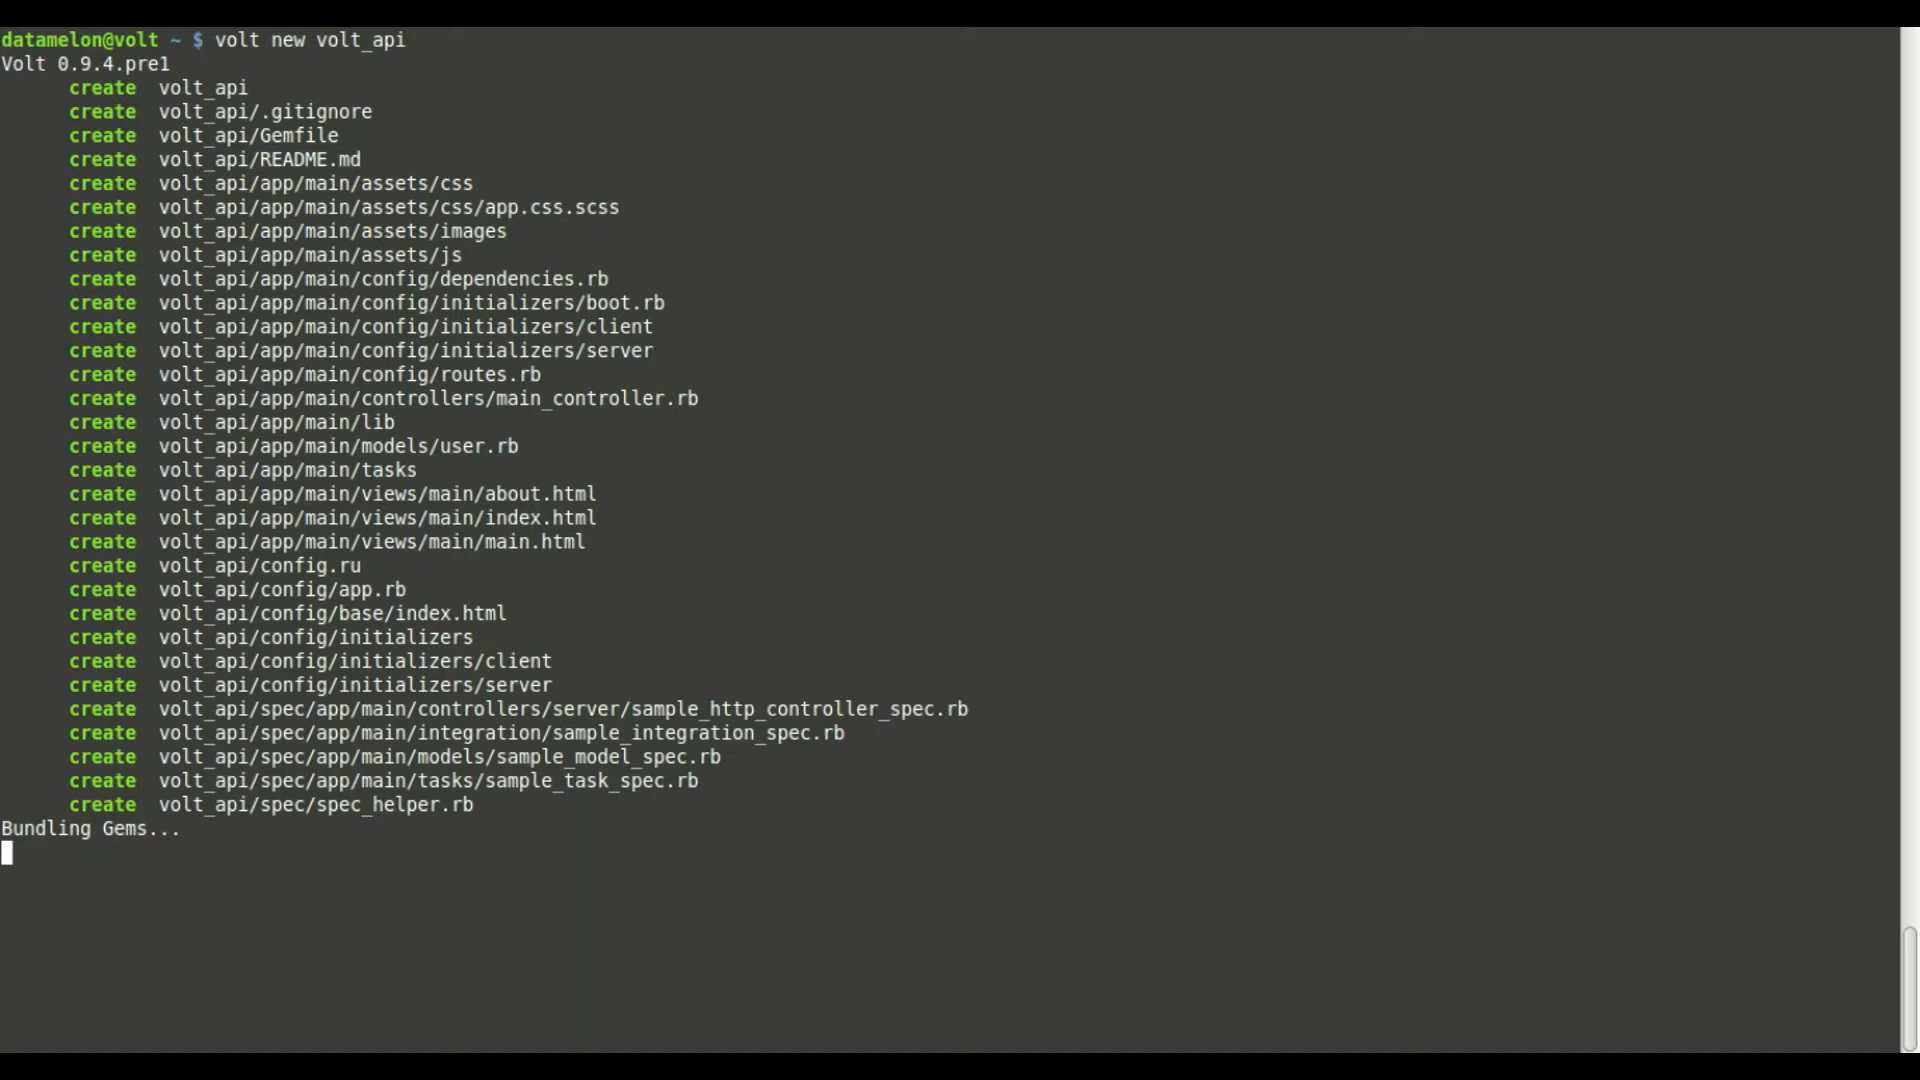 datamelon@volt ~ $ volt new volt_api
Volt 0.9.4.pre1
create volt_api
create volt_api/.gitignore
create volt_api/Gemfile
create volt_api/README.md
create volt_api/app/main/assets/css
create volt_api/app/main/assets/css/app.css.scss
create volt_api/app/main/assets/images
create volt_api/app/main/assets/js
create volt_api/app/main/config/dependencies.rb
create volt_api/app/main/config/initializers/boot.rb
create volt_api/app/main/config/initializers/client
create volt_api/app/main/config/initializers/server
create volt_api/app/main/config/routes.rb
create volt_api/app/main/controllers/main_controller.rb
create volt_api/app/main/lib
create volt_api/app/main/models/user.rb
create volt_api/app/main/tasks
create volt_api/app/main/views/main/about.html
create volt_api/app/main/views/main/index.html
create volt_api/app/main/views/main/main.html
create volt_api/config.ru
create volt_api/config/app.rb
create volt_api/config/base/index.html
create volt_api/config/initializers
create volt_api/config/initializers/client
create volt_api/config/initializers/server
create volt_api/spec/app/main/controllers/server/sample_http_controller_spec.rb
create volt_api/spec/app/main/integration/sample_integration_spec.rb
create volt_api/spec/app/main/models/sample_model_spec.rb
create volt_api/spec/app/main/tasks/sample_task_spec.rb
create volt_api/spec/spec_helper.rb
Bundling Gems...